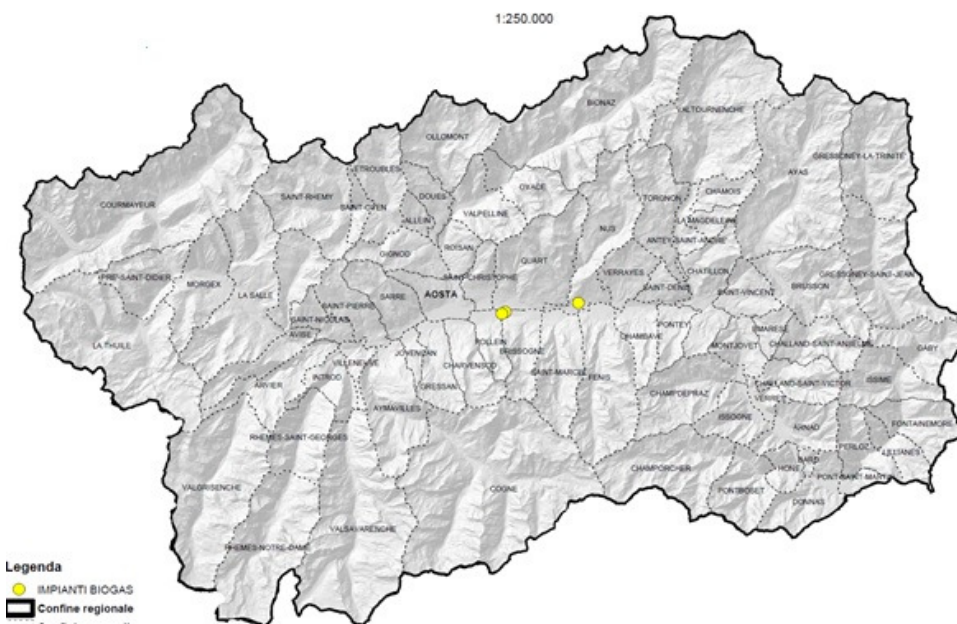 1:250.000
BIONAZ
VALTOURNENCHE
OLLOMONT
ETROUBLES
GRESSONEY-LA-TRINITE
AYAS
OYACE
DOUES
SAINT-RHEMY
CHAMOIS
TORGNON
COURMAYEUR
SAINT-OYEN
VALPELLINE
ALLEIN
LA MAGDELEINE
NUS
ROISAN
ANTEY-SAINT-ANDRE
GIGNOD
QUART
PRE-SAINT-DIDIER
SAINT-CHRISTOPHE
VERRAYES
CHATILLON
GRESSONEY-SAINT-JEAN
MORGEX
SAINT-DENIS
BRUSSON
LA SALLE
SARRE
AOSTA
SAINT-VINCENT
SAINT-PIERRE
SAINT-NICOLAS
PONTEY
EMARESE
AVISE
CHAMBAVE
LA THUILE
POLLEIN
MONTJOVET
CHALLAND-SAINT-ANSELME
GABY
JOVENIZAN
BRISSOGNE
VILLENEUVE
CHARVENSOD
SAINT-MARCEL
FENIS
INTROD
ISSIME
ARVIER
GRESSAN
CHALLAND-SAINT-VICTOR
CHAMPDEPRAZ
VERRES
AYMAVILLES
ISSOGNE
FONTAINEMORE
ARNAD
RHEMES-SAINT-GEORGES
PERLOZ
LILLIANES
BARD
CHAMPORCHER
HONE
PONT-SAINT-MARTIN
VALGRISENCHE
COGNE
PONTBOSET
DONNAS
VALSAVARENCHE
RHEMES-NOTRE-DAME
Legenda
IMPIANTI BIOGAS
Confine regionale